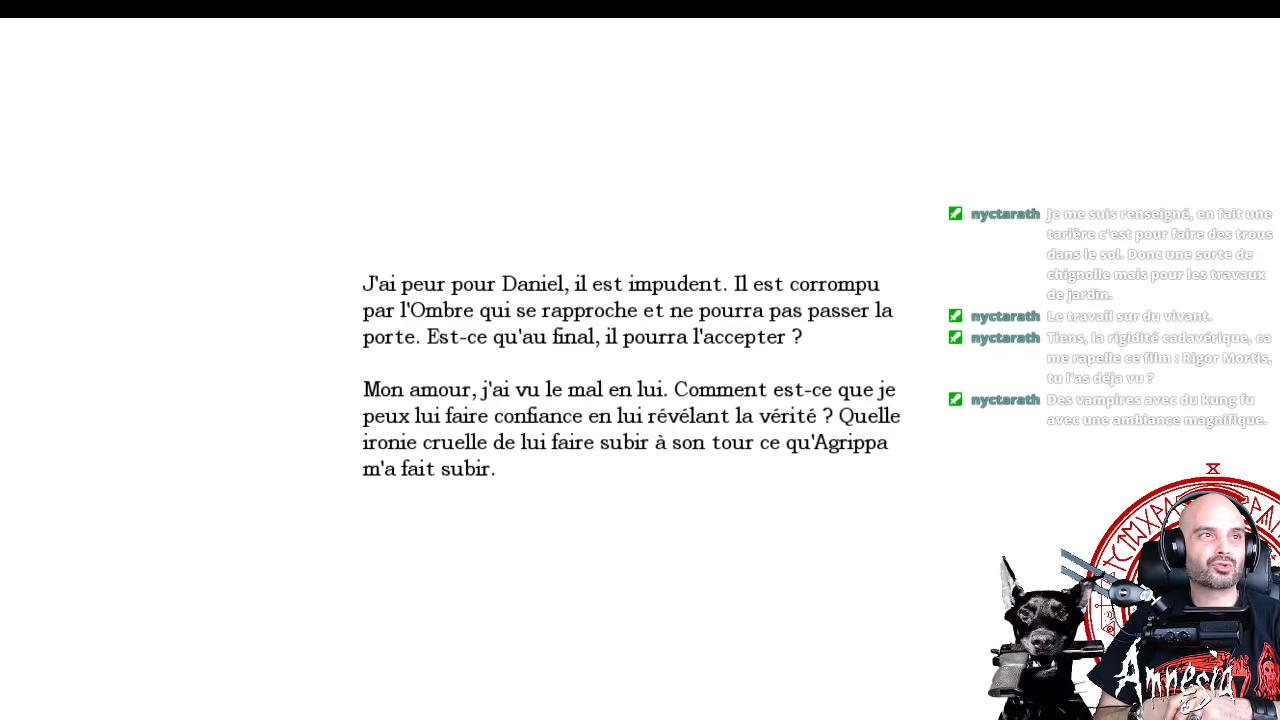 J'ai peur pour Daniel, il est impudent. Il est corrompu
par l'Ombre qui se rapproche et ne pourra pas passer la
porte. Est-ce qu'au final, il pourra l'accepter ?
Mon amour, j'ai vu le mal en lui. Comment est-ce que je
peux lui faire confiance en lui révélant la vérité ? Quelle
ironie cruelle de lui faire subir à son tour ce qu'Agrippa
m'a fait subir.
nyctarath Je me suis renseigné, en fait une
tarière c'est pour faire des trous
dans le sol. Donc une sorte de
chignolle mais pour les travaux
de jardin.
nyctarath Le travail sur du vivant.
nyctarath Tiens, la rigidité cadavérique, ca
me rapelle ce film : Rigor Mortis,
tu l'as déja vu ?
nyctarath Des vampires avec du kung fu
avec une ambiance magnifique.
Amnesia